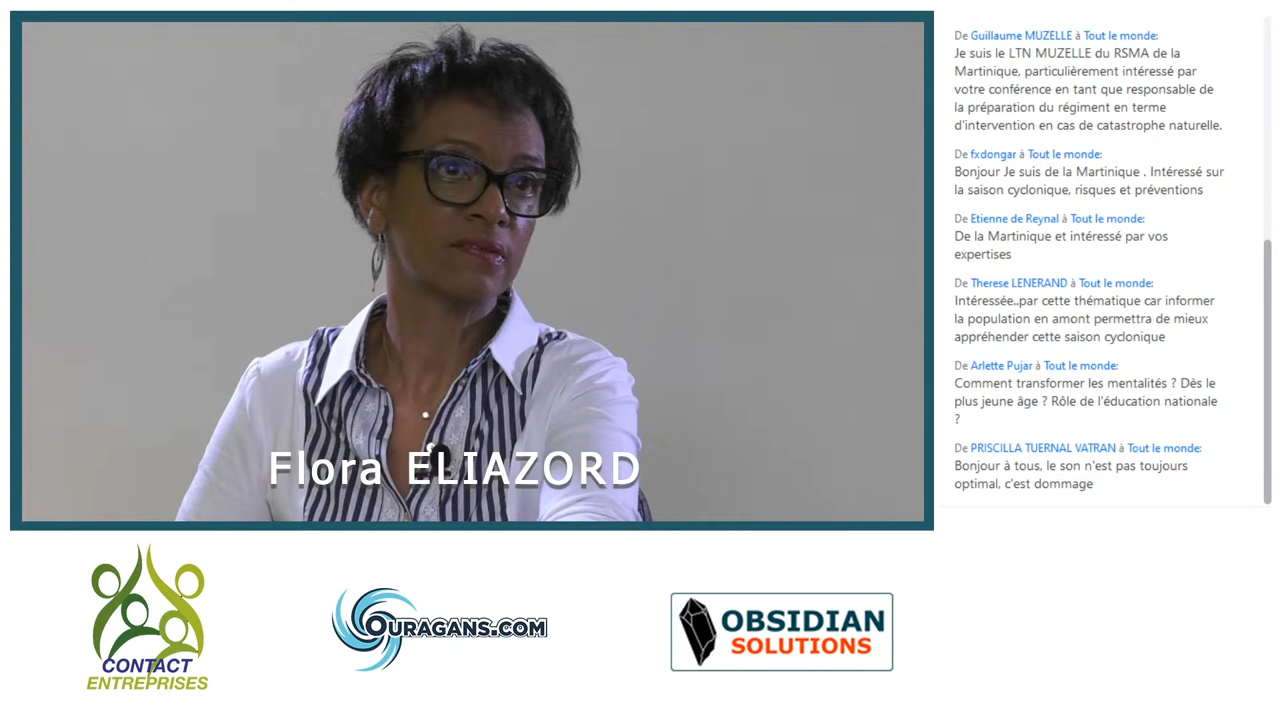 Flora ELIAZORD
De Guillaume MUZELLE à Tout le monde:
Je suis le LTN MUZELLE du RSMA de la
Martinique, particulièrement intéressé par
votre conférence en tant que responsable de
la préparation du régiment en terme
d'intervention en cas de catastrophe naturelle.
De fxdongar à Tout le monde:
Bonjour Je suis de la Martinique . Intéressé sur
la saison cyclonique, risques et préventions
De Etienne de Reynal à Tout le monde:
De la Martinique et intéressé par vos
expertises
De Therese LENERAND à Tout le monde:
Intéressée..par cette thématique car informer
la population en amont permettra de mieux
appréhender cette saison cyclonique
De Arlette Pujar à Tout le monde:
Comment transformer les mentalités ? Dès le
plus jeune âge ? Rôle de l'éducation nationale
?
De PRISCILLA TUERNAL VATRAN à Tout le monde:
Bonjour à tous, le son n'est pas toujours
optimal, c'est dommage
CONTACT
ENTREPRISES
OURAGANS.COM
OBSIDIAN
SOLUTIONS